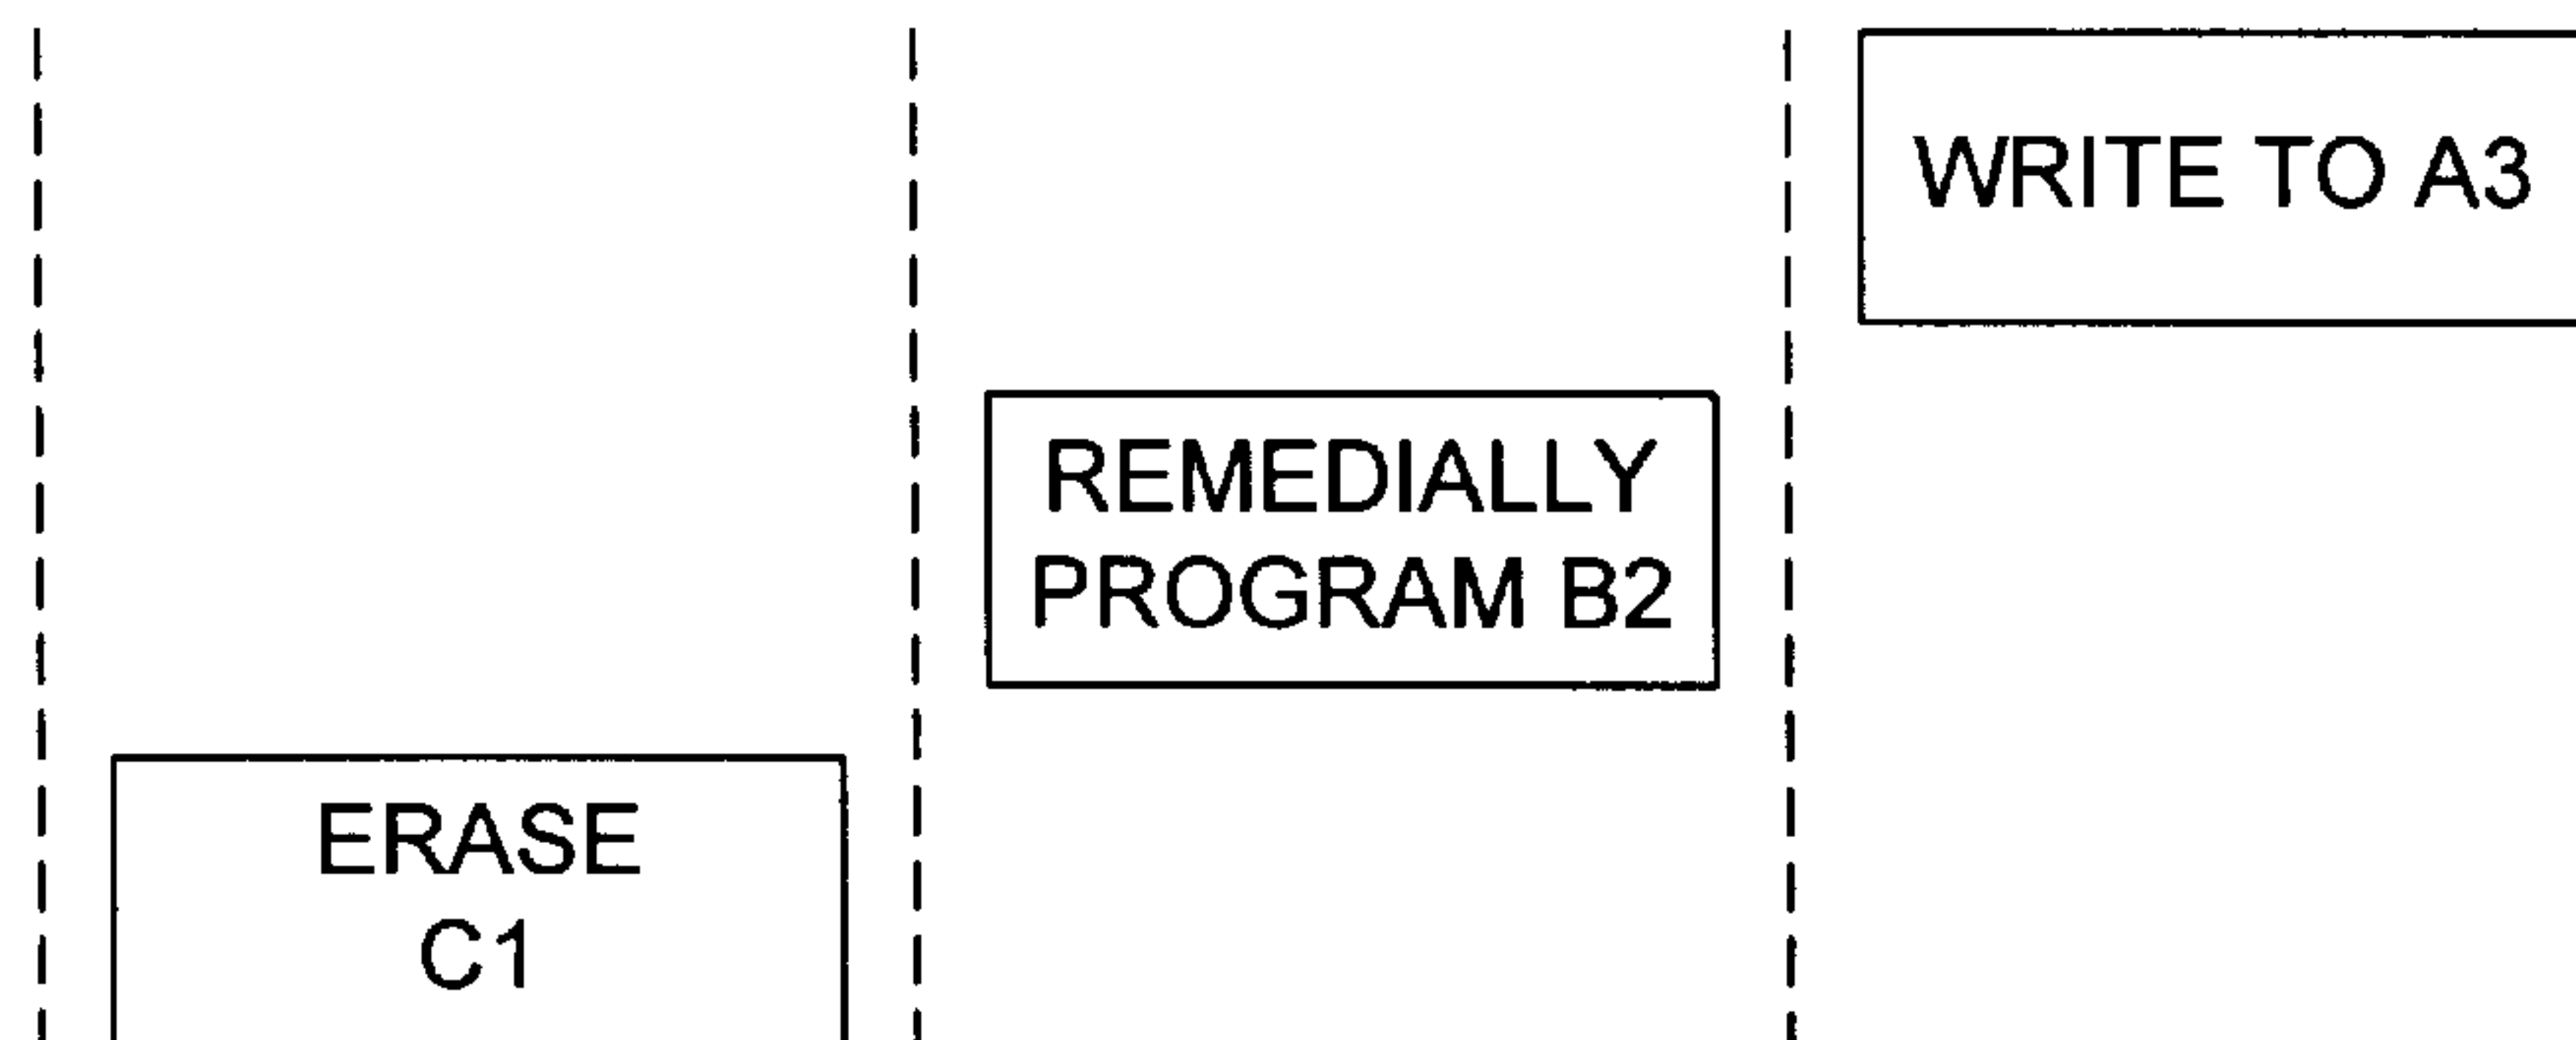 WRITE TO A3
REMEDIALLY
PROGRAM B2
ERASE
C1